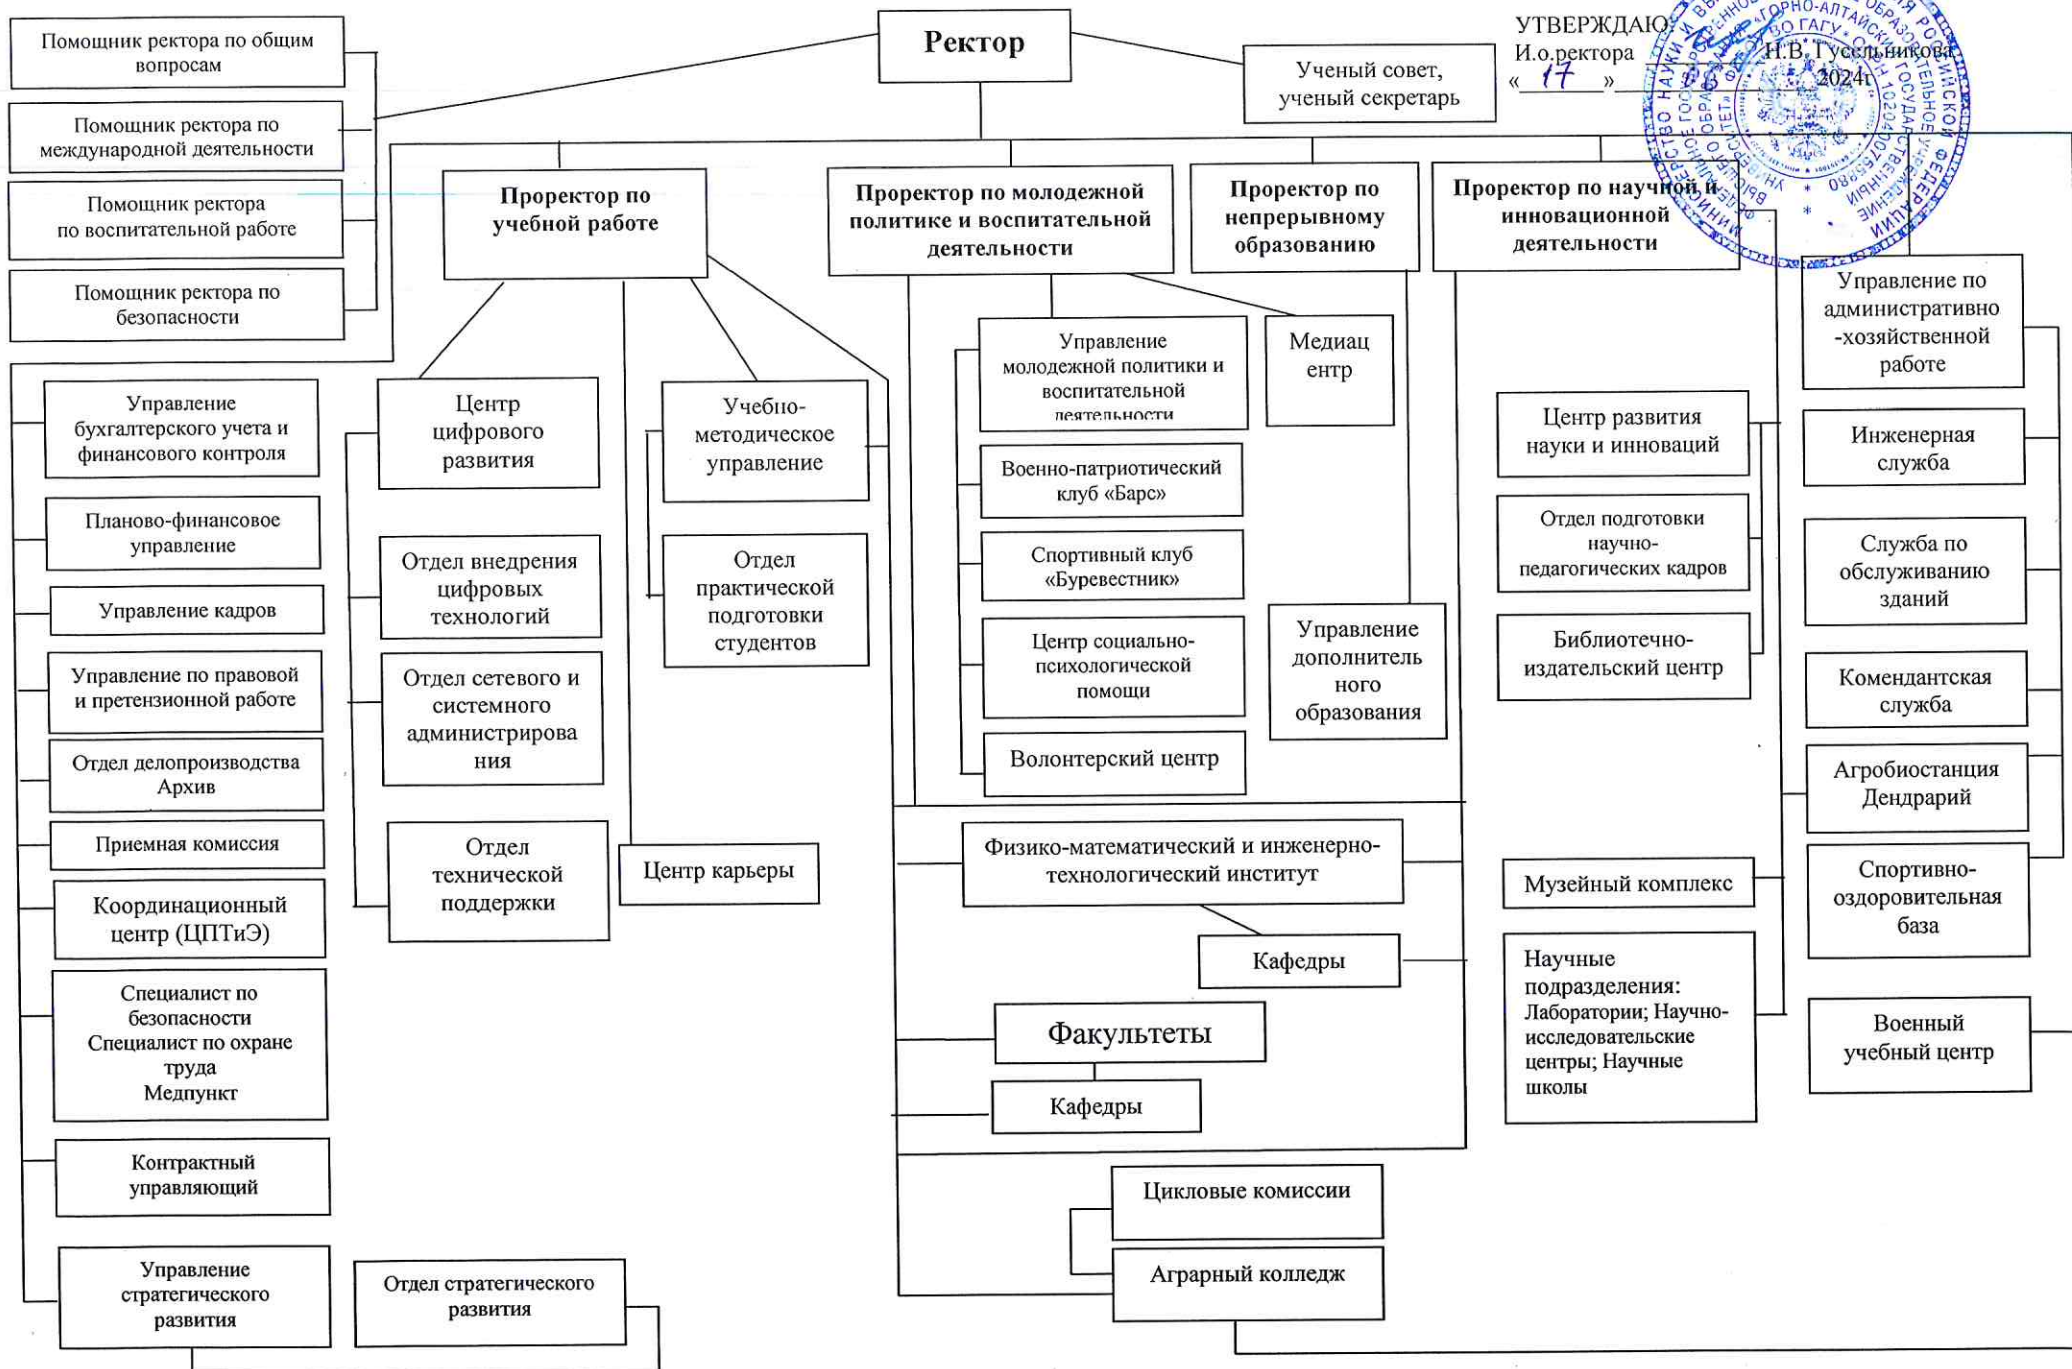 Помощник ректора по общим
вопросам
Помощник ректора по
международной деятельности
Помощник ректора
по воспитательной работе
Помощник ректора по
безопасности
Ректор
Ученый совет,
ученый секретарь
УТВЕРЖДАЮ
И.о.ректора Н.В. Гусельникова
« 17 » 2024г.
Проректор по
учебной работе
Проректор по молодежной
политике и воспитательной
деятельности
Проректор по
непрерывному
образованию
Проректор по научной и
инновационной
деятельности
Управление по
административно
-хозяйственной
работе
Управление
бухгалтерского учета и
финансового контроля
Планово-финансовое
управление
Управление кадров
Управление по правовой
и претензионной работе
Отдел делопроизводства
Архив
Приемная комиссия
Координационный
центр (ЦПТиЭ)
Специалист по
безопасности
Специалист по охране
труда
Медпункт
Контрактный
управляющий
Управление
стратегического
развития
Отдел стратегического
развития
Центр
цифрового
развития
Отдел внедрения
цифровых
технологий
Отдел сетевого и
системного
администрирова
ния
Отдел
технической
поддержки
Учебно-
методическое
управление
Отдел
практической
подготовки
студентов
Центр карьеры
Управление
молодежной политики и
воспитательной
деятельности
Военно-патриотический
клуб «Барс»
Спортивный клуб
«Буревестник»
Центр социально-
психологической
помощи
Волонтерский центр
Медиац
ентр
Управление
дополнитель
ного
образования
Физико-математический и инженерно-
технологический институт
Кафедры
Факультеты
Кафедры
Цикловые комиссии
Аграрный колледж
Центр развития
науки и инноваций
Отдел подготовки
научно-
педагогических кадров
Библиотечно-
издательский центр
Музейный комплекс
Научные
подразделения:
Лаборатории; Научно-
исследовательские
центры; Научные
школы
Инженерная
служба
Служба по
обслуживанию
зданий
Комендантская
служба
Агробиостанция
Дендрарий
Спортивно-
оздоровительная
база
Военный
учебный центр